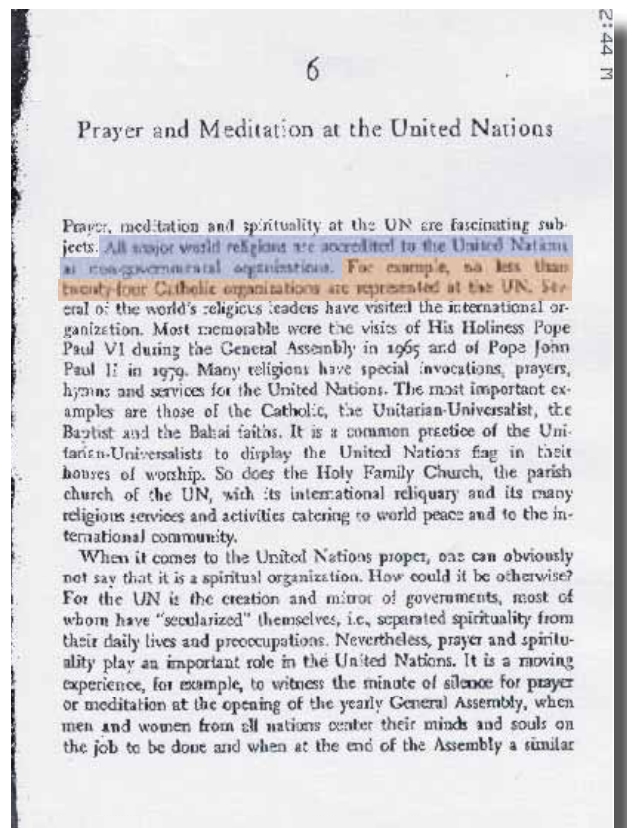 2:44 M
6
Prayer and Meditation at the United Nations
Prayer, meditation and spirituality at the UN are fascinating sub-
jects. All major world religions are accredited to the United Nations
as non-governmental organizations. For example, no less than
twenty-four Catholic organizations are represented at the UN. Sev-
eral of the world's religious leaders have visited the international or-
ganization. Most memorable were the visits of His Holiness Pope
Paul VI during the General Assembly in 1965 and of Pope John
Paul II in 1979. Many religions have special invocations, prayers,
hymns and services for the United Nations. The most important ex-
amples are those of the Catholic, the Unitarian-Universalist, the
Baptist and the Bahai faiths. It is a common practice of the Uni-
tarian-Universalists to display the United Nations flag in their
houses of worship. So does the Holy Family Church, the parish
church of the UN, with its international reliquary and its many
religious services and activities catering to world peace and to the in-
ternational community.
When it comes to the United Nations proper, one can obviously
not say that it is a spiritual organization. How could it be otherwise?
For the UN is the creation and mirror of governments, most of
whom have "secularized" themselves, i.e., separated spirituality from
their daily lives and preoccupations. Nevertheless, prayer and spiritu-
ality play an important role in the United Nations. It is a moving
experience, for example, to witness the minute of silence for prayer
or meditation at the opening of the yearly General Assembly, when
men and women from all nations center their minds and souls on
the job to be done and when at the end of the Assembly a similar